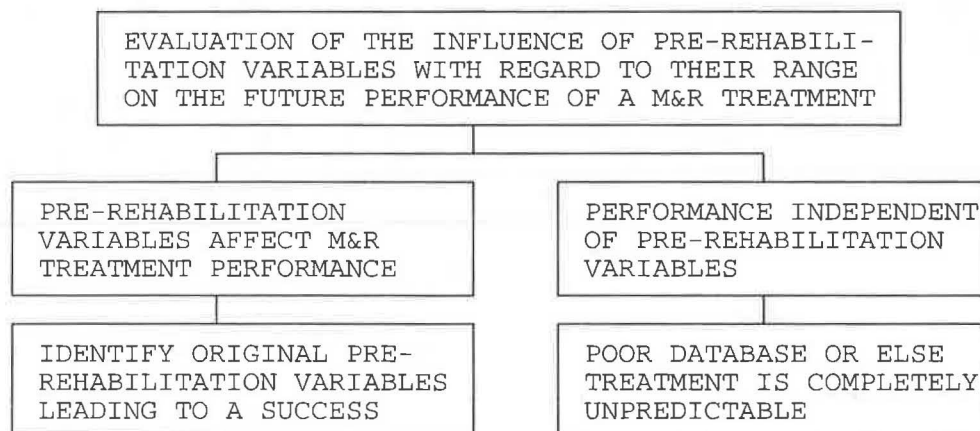 EVALUATION OF THE INFLUENCE OF PRE-REHABILI-
TATION VARIABLES WITH REGARD TO THEIR RANGE
ON THE FUTURE PERFORMANCE OF A M&R TREATMENT
PRE-REHABILITATION
VARIABLES AFFECT M&R
TREATMENT PERFORMANCE
PERFORMANCE INDEPENDENT
OF PRE-REHABILITATION
VARIABLES
IDENTIFY ORIGINAL PRE-
REHABILITATION VARIABLES
LEADING TO A SUCCESS
POOR DATABASE OR ELSE
TREATMENT IS COMPLETELY
UNPREDICTABLE